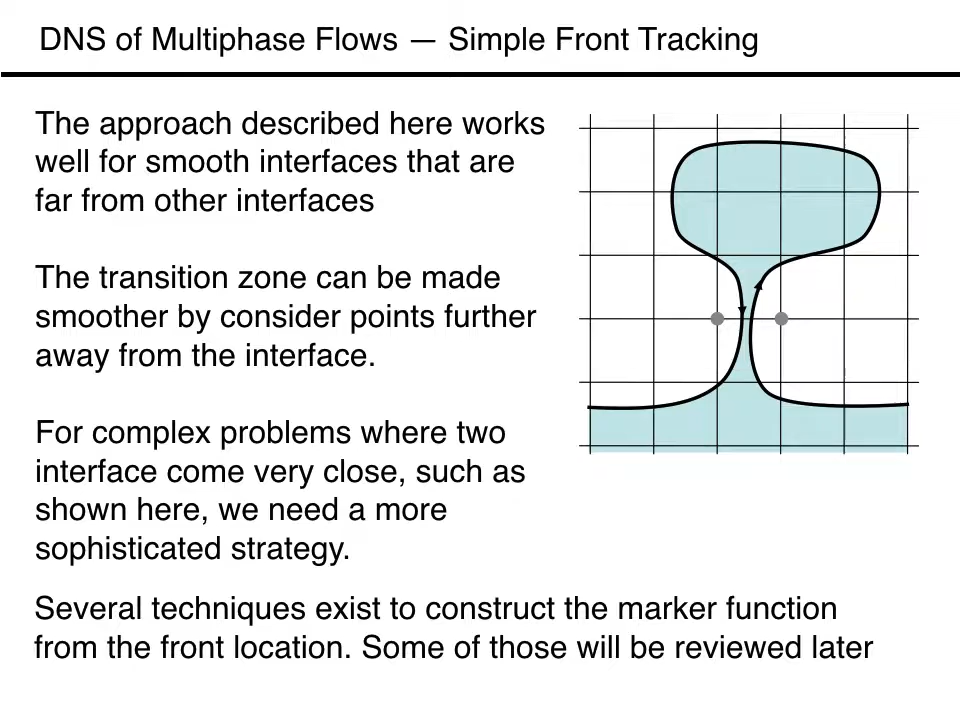 DNS of Multiphase Flows — Simple Front Tracking
The approach described here works
well for smooth interfaces that are
far from other interfaces
The transition zone can be made
smoother by consider points further
away from the interface.
For complex problems where two
interface come very close, such as
shown here, we need a more
sophisticated strategy.
Several techniques exist to construct the marker function
from the front location. Some of those will be reviewed later